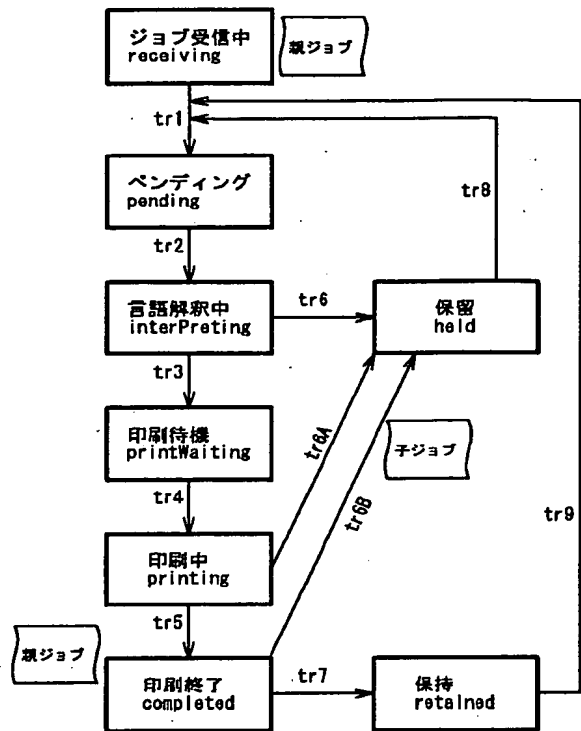 ジョブ受信中
receiving
親ジョブ
tr1
ペンディング
pending
tr8
tr2
言語解釈中
interPreting
tr6
保留
held
tr3
印刷待機
printWaiting
tr6A
子ジョブ
tr4
tr6B
tr9
印刷中
printing
tr5
親ジョブ
印刷終了
completed
tr7
保持
retained